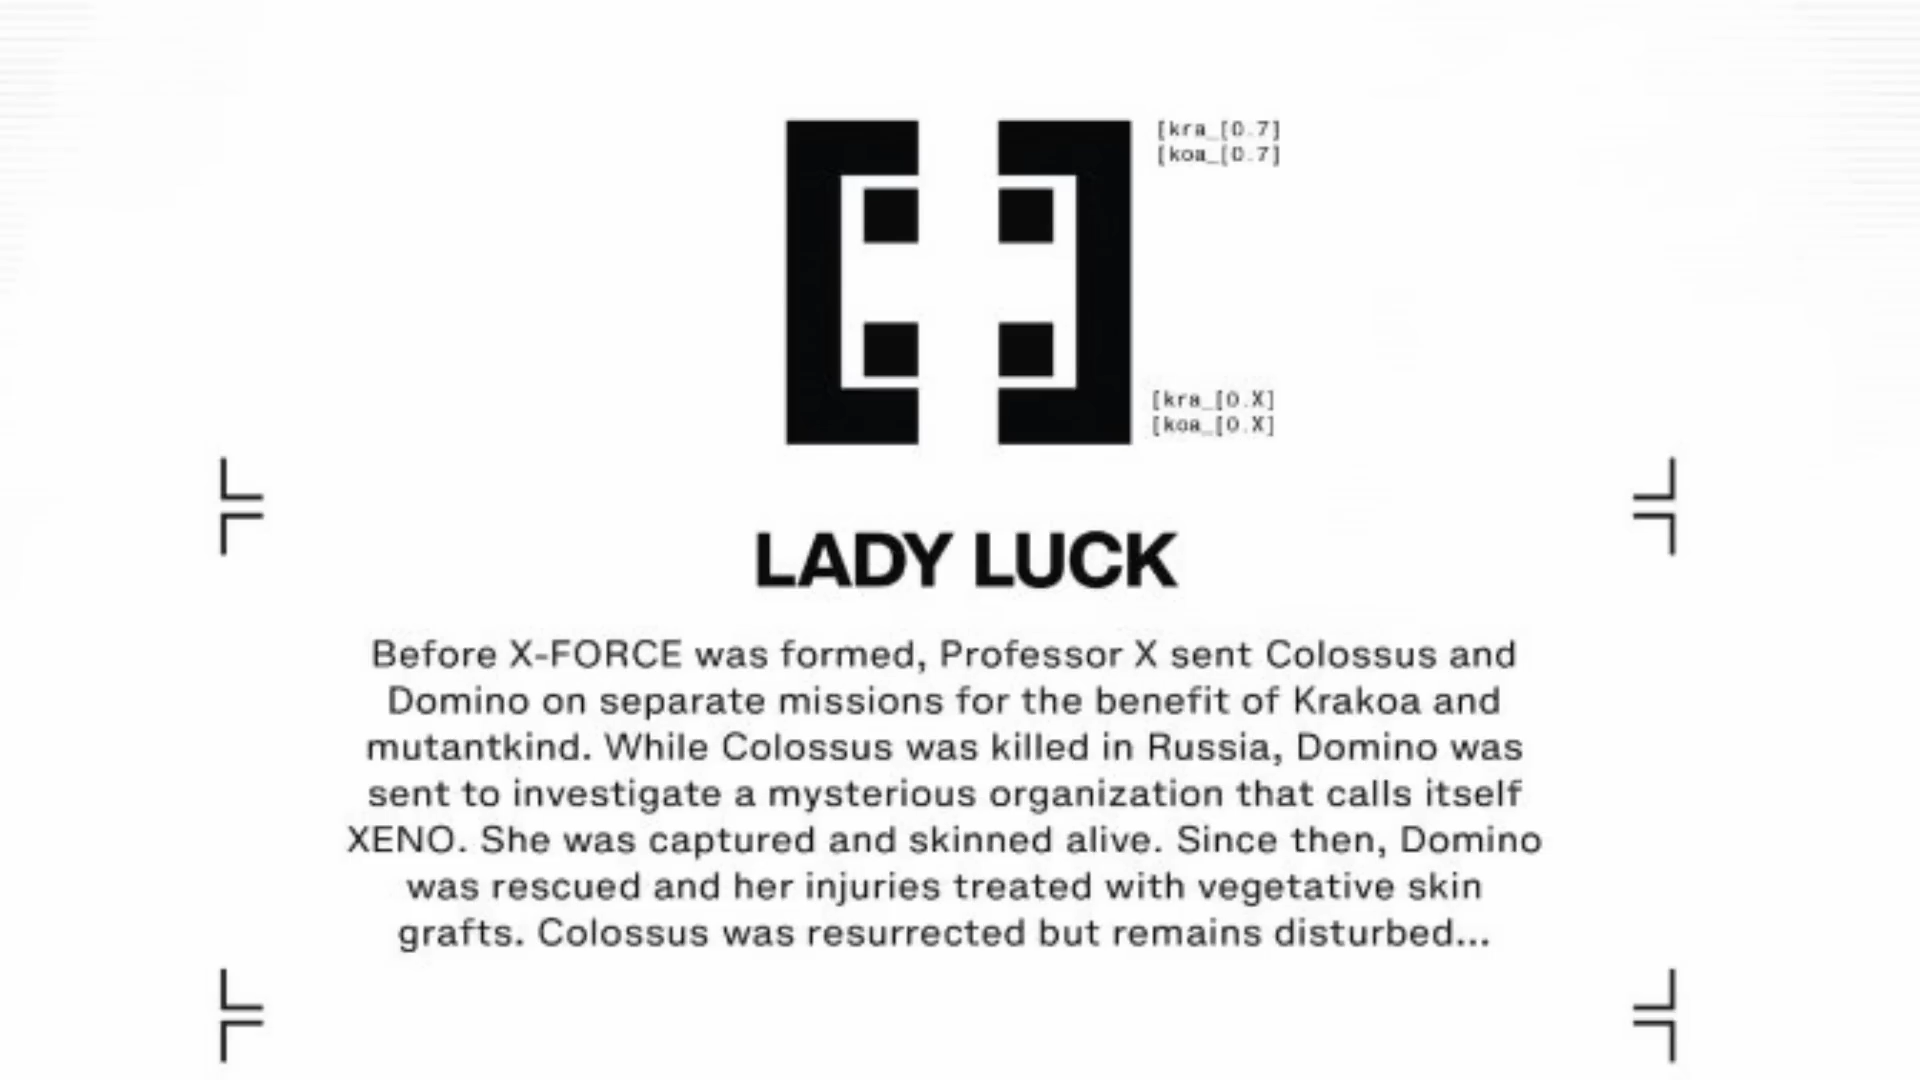 [kra_[0.7]
[koa_[0.7]
[kra_[0.X]
[koa_[0.X]
LADY LUCK
Before X-FORCE was formed, Professor X sent Colossus and
Domino on separate missions for the benefit of Krakoa and
mutantkind. While Colossus was killed in Russia, Domino was
sent to investigate a mysterious organization that calls itself
XENO. She was captured and skinned alive. Since then, Domino
was rescued and her injuries treated with vegetative skin
grafts. Colossus was resurrected but remains disturbed...